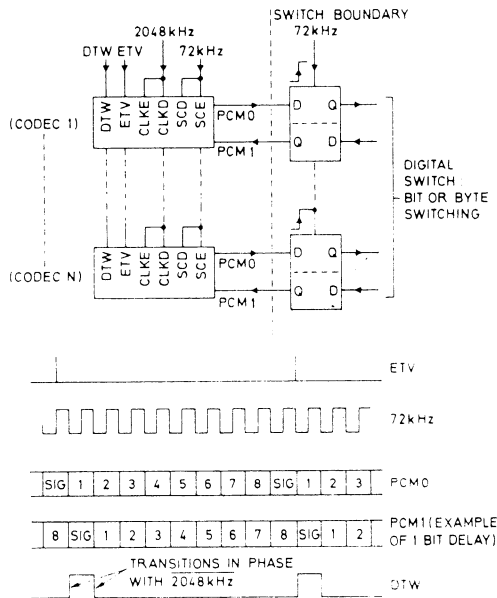 SWITCH BOUNDARY
2048kHz
72kHz
DTW ETV
72kHz
DTW
ETV
CLKE
CLKD
SCD
SCE
(CODEC 1)
PCM0
PCM1
D Q
Q D
DIGITAL
SWITCH
BIT OR BYTE
SWITCHING
DTW
ETV
CLKE
CLKD
SCD
SCE
(CODEC N)
PCM0
PCM1
D Q
Q D
ETV
72kHz
SIG 1 2 3 4 5 6 7 8 SIG 1 2 3
PCM0
8 SIG 1 2 3 4 5 6 7 8 SIG 1 2
PCM1 (EXAMPLE
OF 1 BIT DELAY)
TRANSITIONS IN PHASE
WITH 2048kHz
DTW